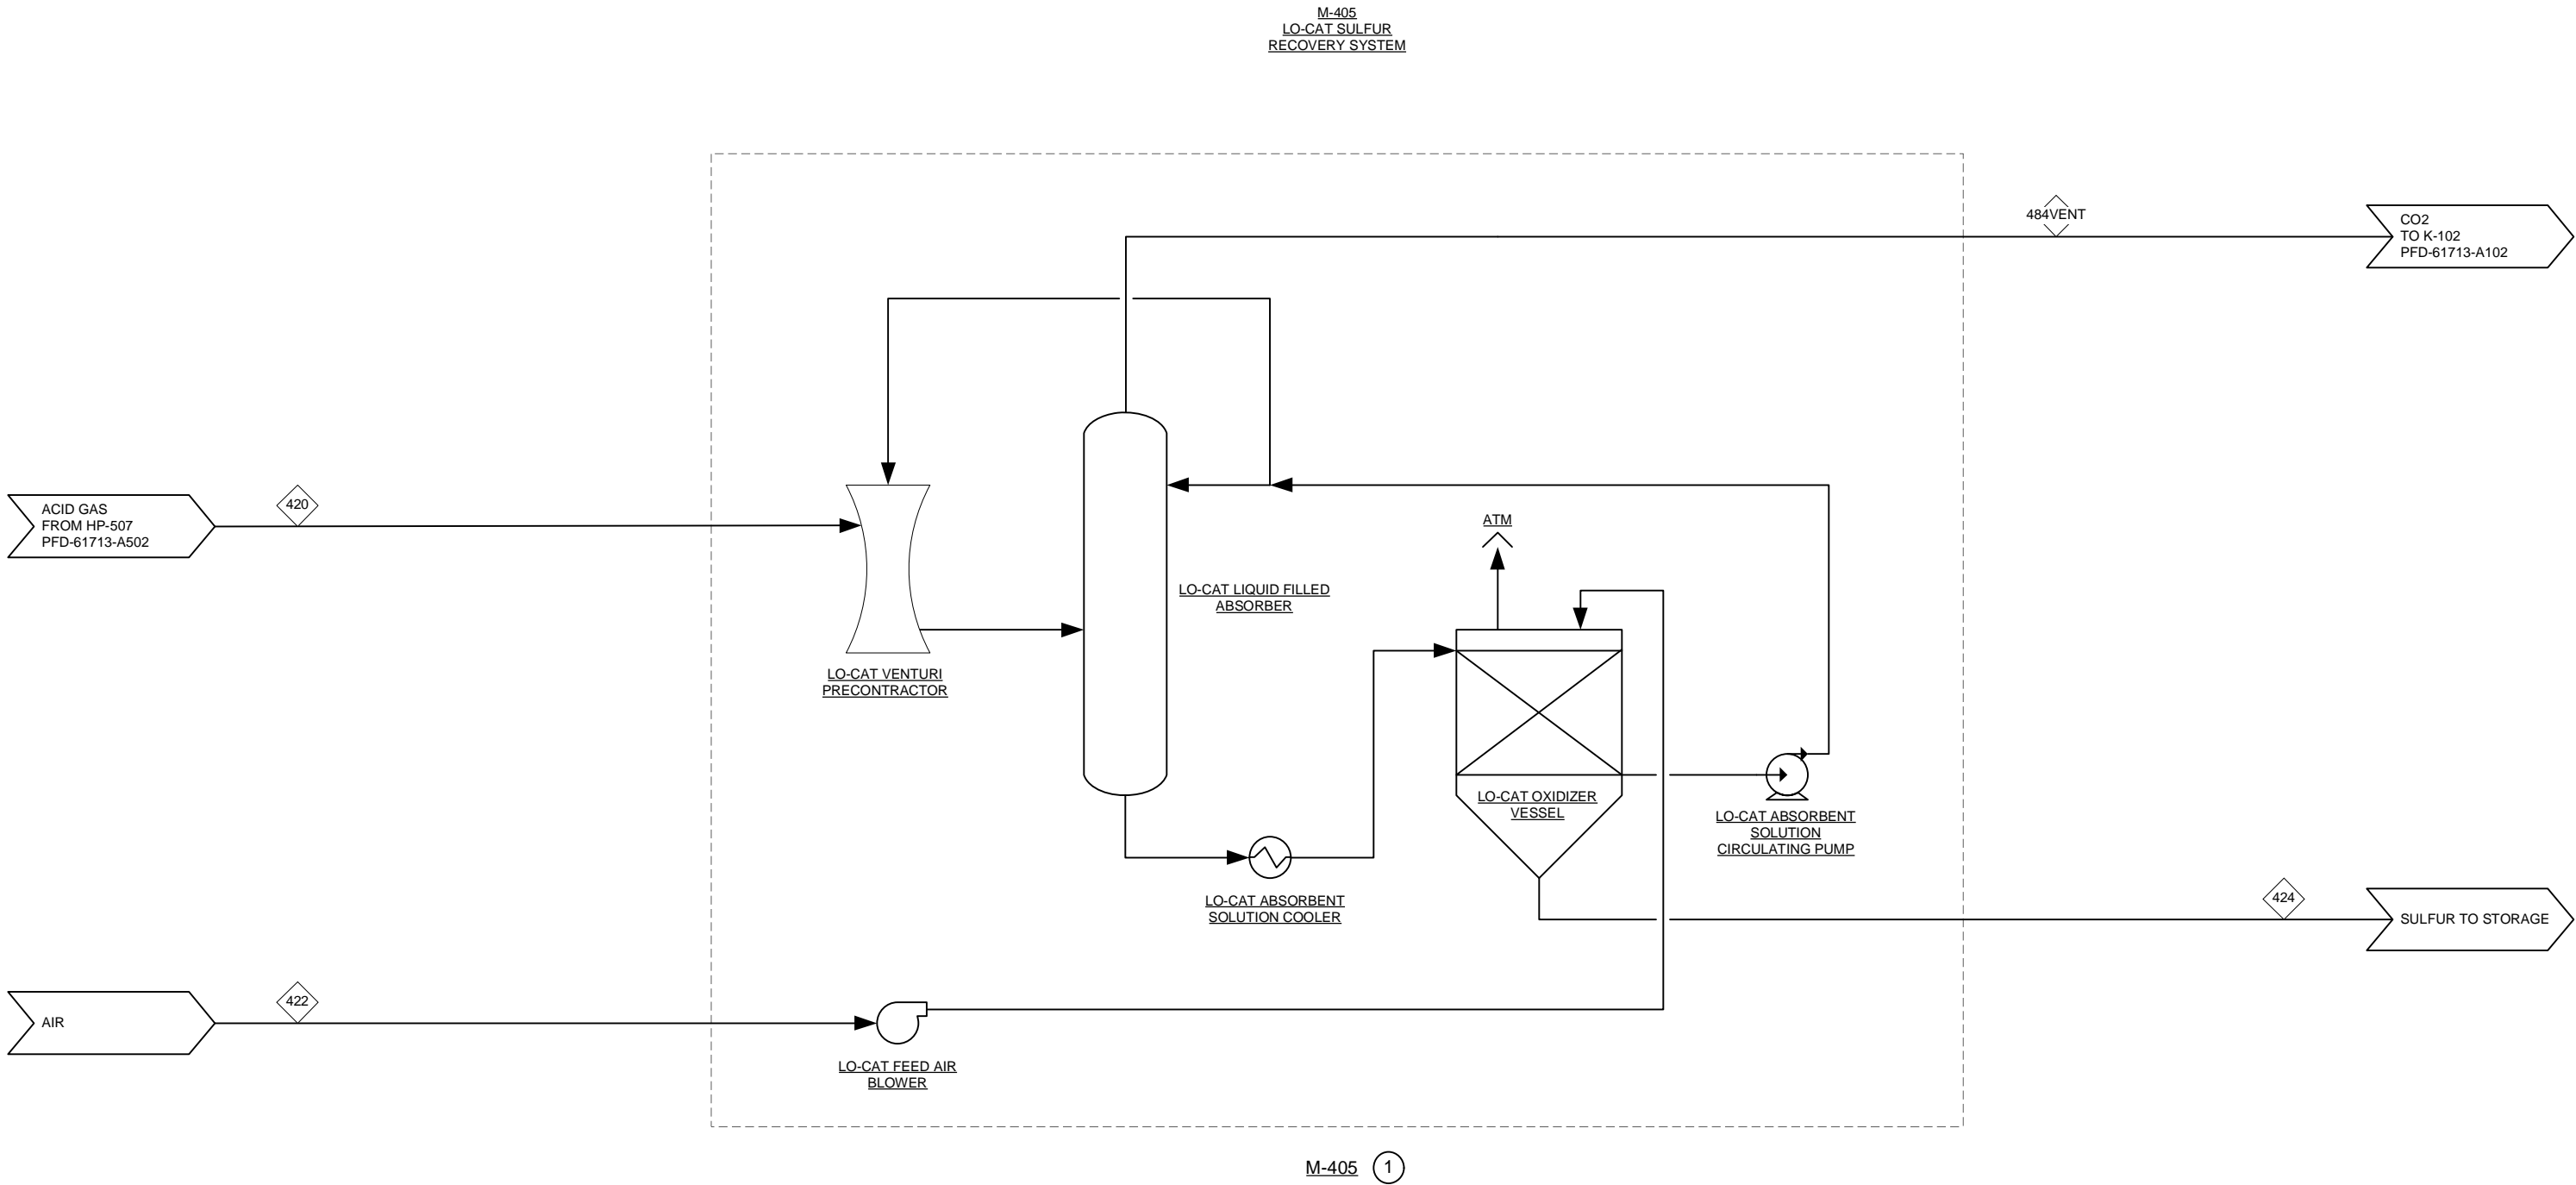 M-405
LO-CAT SULFUR
RECOVERY SYSTEM
484VENT
CO2
TO K-102
PFD-61713-A102
420
ACID GAS
FROM HP-507
PFD-61713-A502
ATM
LO-CAT LIQUID FILLED
ABSORBER
LO-CAT VENTURI
PRECONTRACTOR
LO-CAT OXIDIZER
VESSEL
LO-CAT ABSORBENT
SOLUTION
CIRCULATING PUMP
LO-CAT ABSORBENT
SOLUTION COOLER
424
SULFUR TO STORAGE
422
AIR
LO-CAT FEED AIR
BLOWER
M-405 1